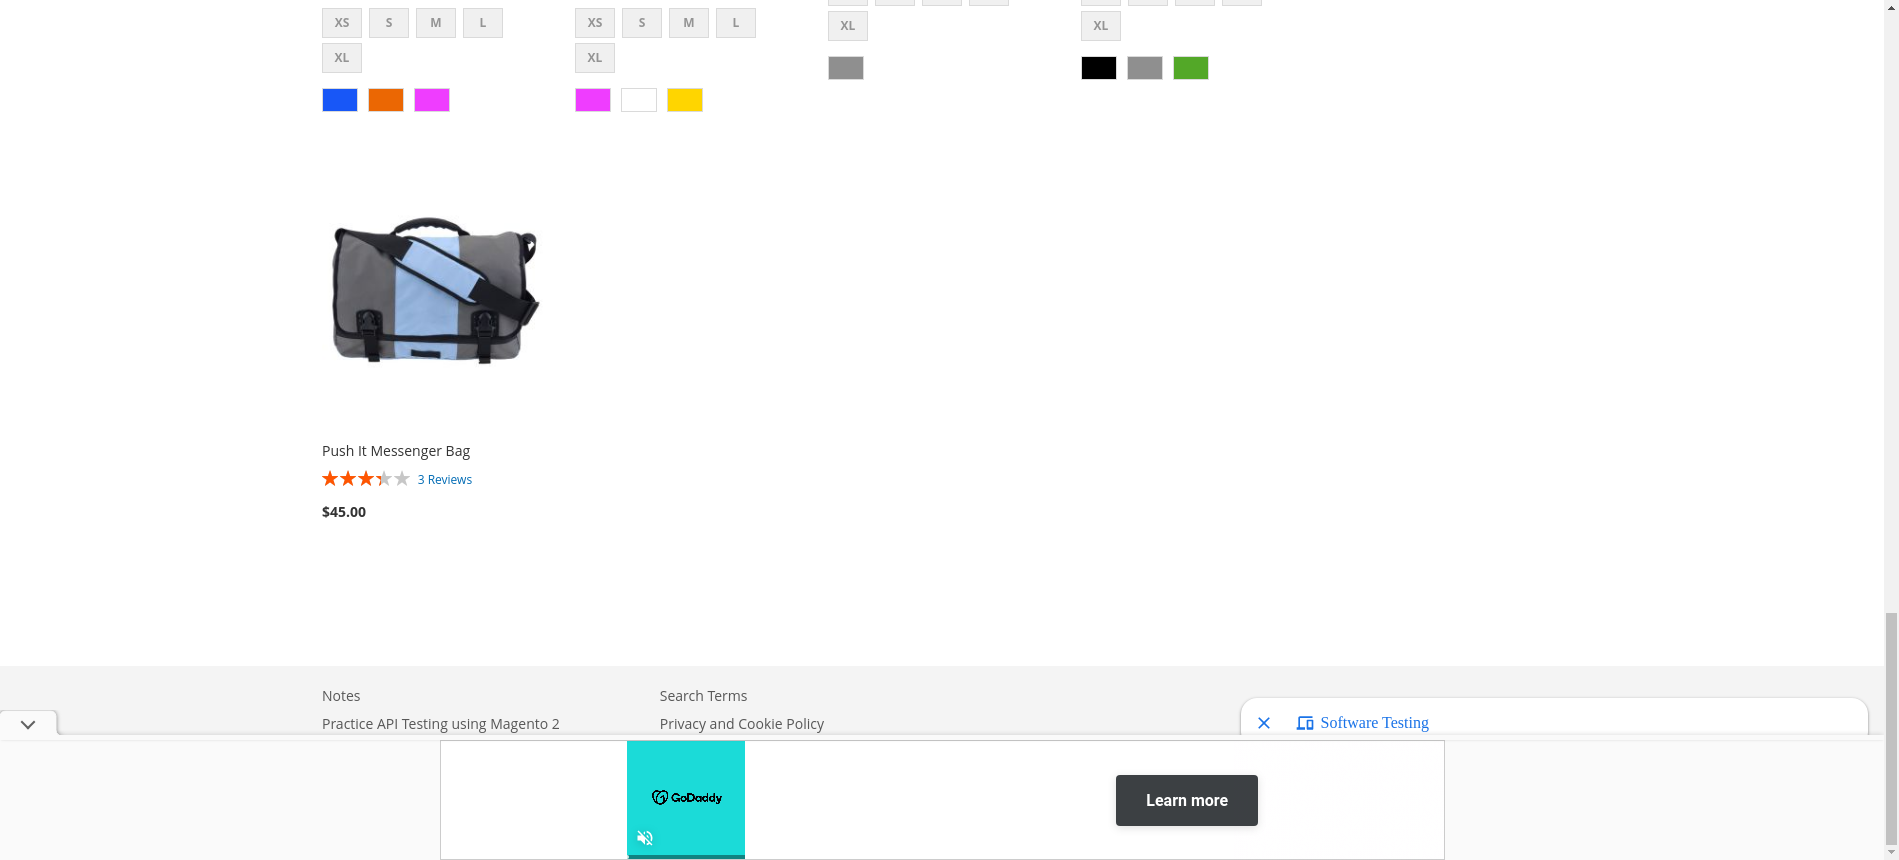 XS S M L
XL
XS S M L
XL
XL
XL
Push It Messenger Bag
3 Reviews
$45.00
Notes
Practice API Testing using Magento 2
Search Terms
Privacy and Cookie Policy
Software Testing
GoDaddy
Learn more